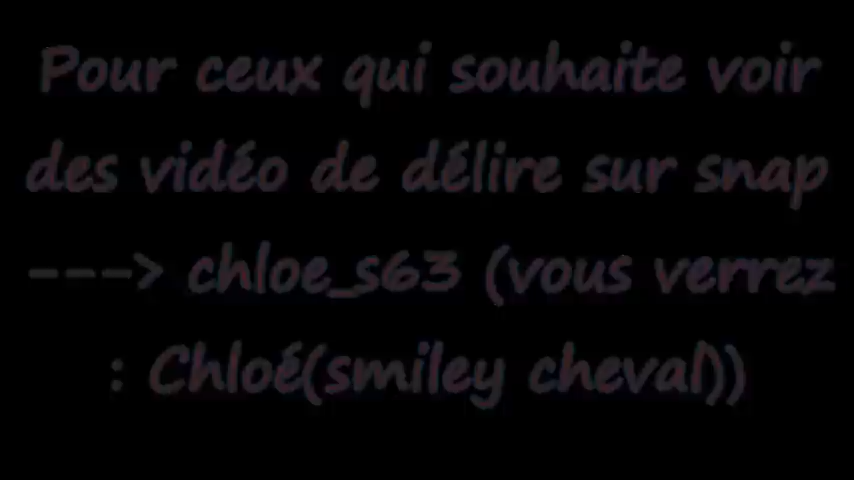 Pour ceux qui souhaite voir
des vidéo de délire sur snap
---> chloe_s63 (vous verrez
: Chloé(smiley cheval))